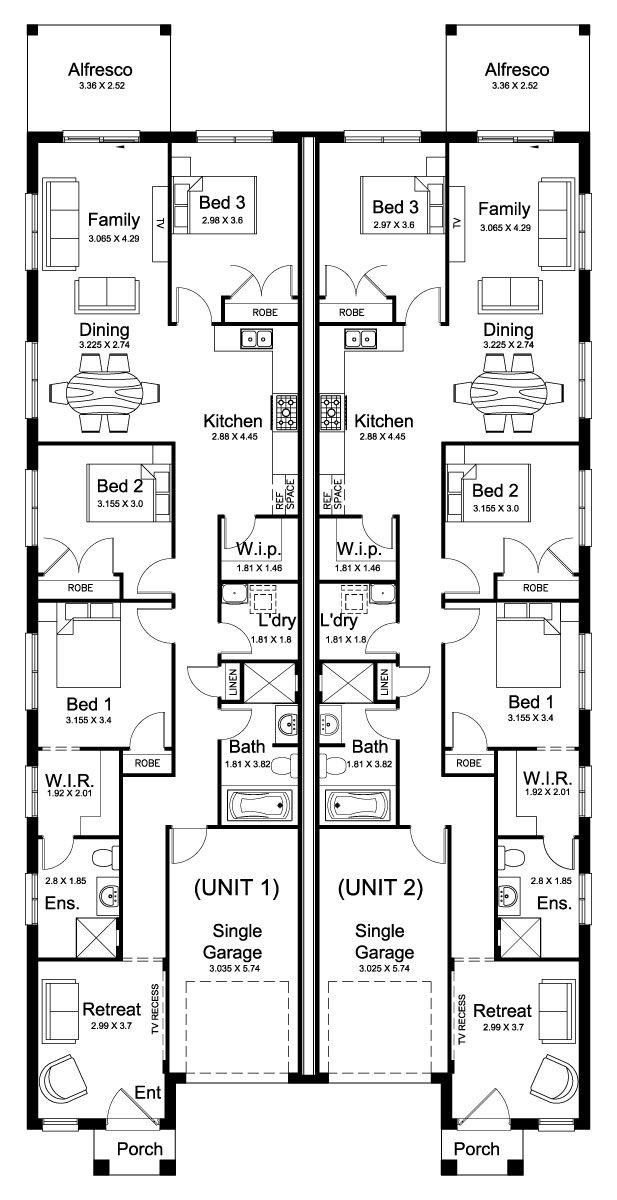 Alfresco
3.36 X 2.52
Alfresco
3.36 X 2.52
Family
3.065 X 4.29
TV
Bed 3
2.98 X 3.6
ROBE
Bed 3
2.97 X 3.6
ROBE
TV
Family
3.065 X 4.29
Dining
3.225 X 2.74
Dining
3.225 X 2.74
Kitchen
2.88 X 4.45
Kitchen
2.88 X 4.45
REF
SPACE
REF
SPACE
Bed 2
3.155 X 3.0
ROBE
Bed 2
3.155 X 3.0
ROBE
W.i.p.
1.81 X 1.46
W.i.p.
1.81 X 1.46
L'dry
1.81 X 1.8
L'dry
1.81 X 1.8
LINEN
LINEN
Bed 1
3.155 X 3.4
ROBE
Bed 1
3.155 X 3.4
ROBE
Bath
1.81 X 3.82
Bath
1.81 X 3.82
W.I.R.
1.92 X 2.01
W.I.R.
1.92 X 2.01
2.8 X 1.85
Ens.
2.8 X 1.85
Ens.
(UNIT 1)
Single
Garage
3.035 X 5.74
(UNIT 2)
Single
Garage
3.025 X 5.74
Retreat
2.99 X 3.7
TV RECESS
TV RECESS
Retreat
2.99 X 3.7
Ent
Porch
Porch